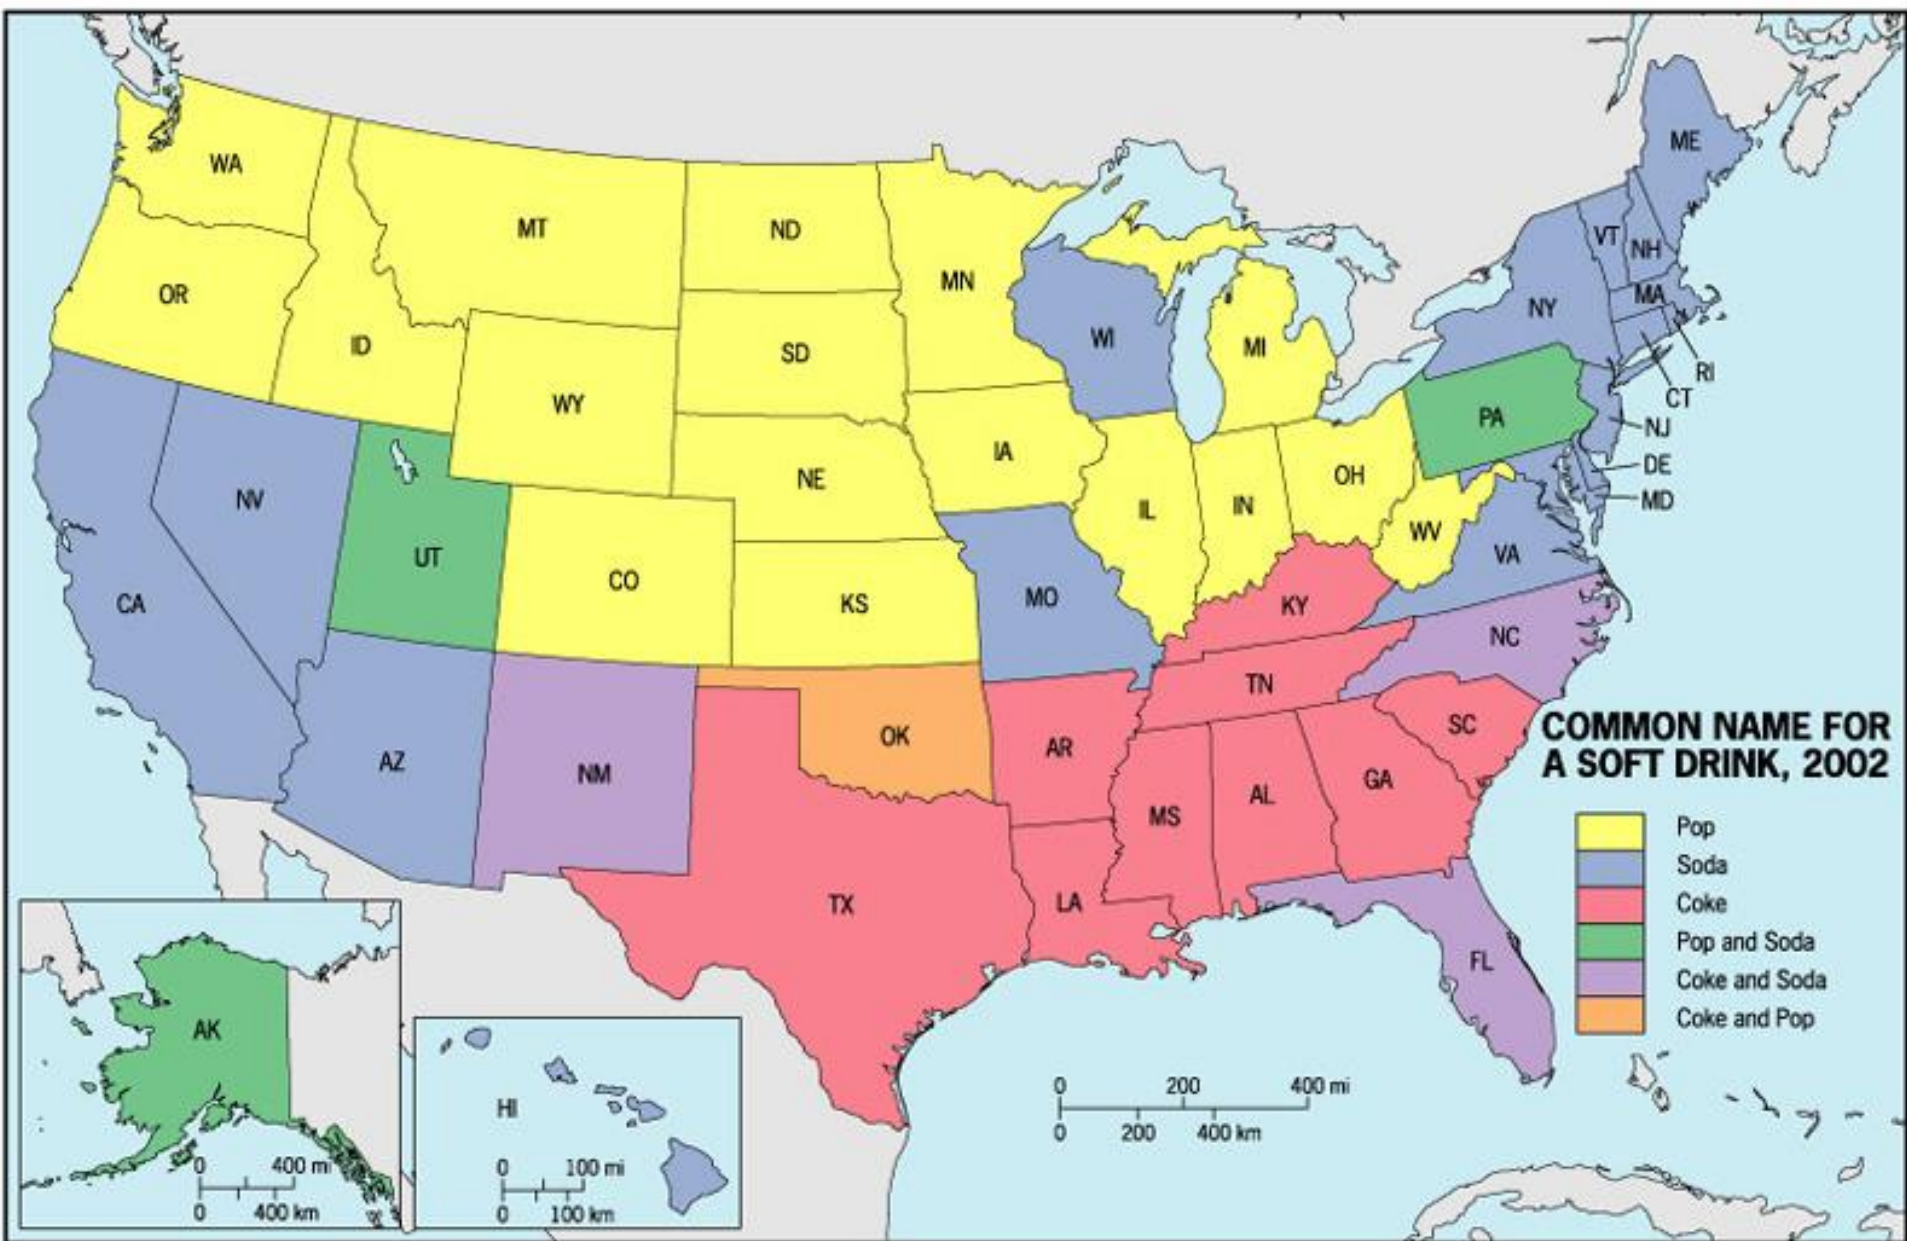 WA
MT
ND
MN
OR
ID
SD
WI
MI
WY
ME
VT
NH
MA
NY
RI
CT
NJ
PA
DE
MD
IA
NE
OH
IN
IL
WV
VA
NV
UT
CO
KS
MO
KY
CA
NC
TN
AZ
NM
OK
AR
SC
MS
AL
GA
TX
LA
FL
COMMON NAME FOR
A SOFT DRINK, 2002
Pop
Soda
Coke
Pop and Soda
Coke and Soda
Coke and Pop
AK
0 400 mi
0 400 km
HI
0 100 mi
0 100 km
0 200 400 mi
0 200 400 km